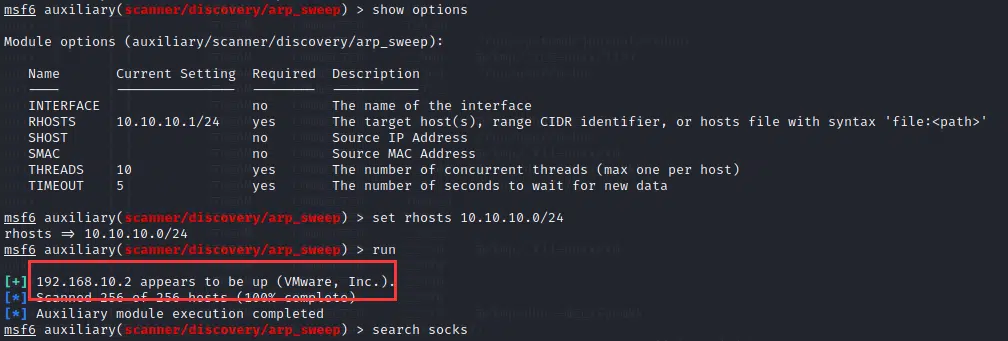 msf6 auxiliary(scanner/discovery/arp_sweep) > show options
Module options (auxiliary/scanner/discovery/arp_sweep):
Name Current Setting Required Description
INTERFACE no The name of the interface
RHOSTS 10.10.10.1/24 yes The target host(s), range CIDR identifier, or hosts file with syntax 'file:<path>'
SHOST no Source IP Address
SMAC no Source MAC Address
THREADS 10 yes The number of concurrent threads (max one per host)
TIMEOUT 5 yes The number of seconds to wait for new data
msf6 auxiliary(scanner/discovery/arp_sweep) > set rhosts 10.10.10.0/24
rhosts => 10.10.10.0/24
msf6 auxiliary(scanner/discovery/arp_sweep) > run
[+] 192.168.10.2 appears to be up (VMware, Inc.).
[*] Scanned 256 of 256 hosts (100% complete)
[*] Auxiliary module execution completed
msf6 auxiliary(scanner/discovery/arp_sweep) > search socks